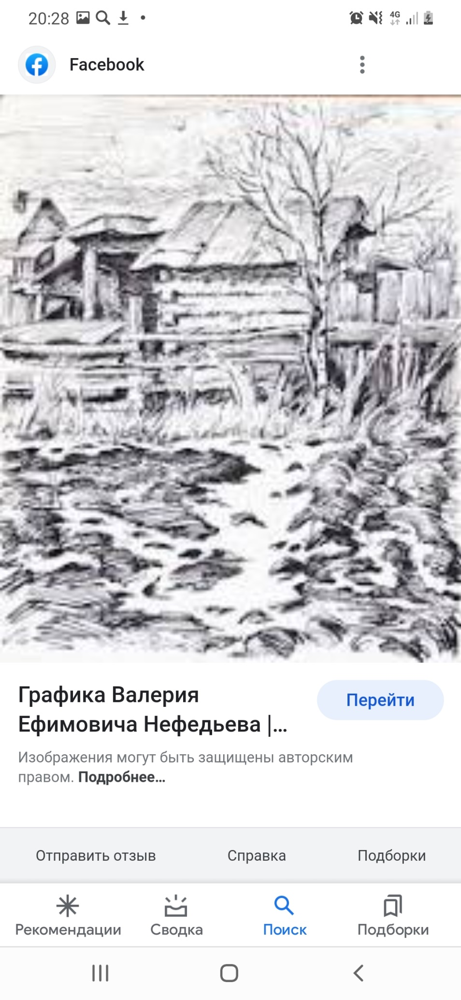 20:28
4G
Facebook
Графика Валерия
Ефимовича Нефедьева |...
Перейти
Изображения могут быть защищены авторским
правом. Подробнее...
Отправить отзыв
Справка
Подборки
Рекомендации
Сводка
Поиск
Подборки